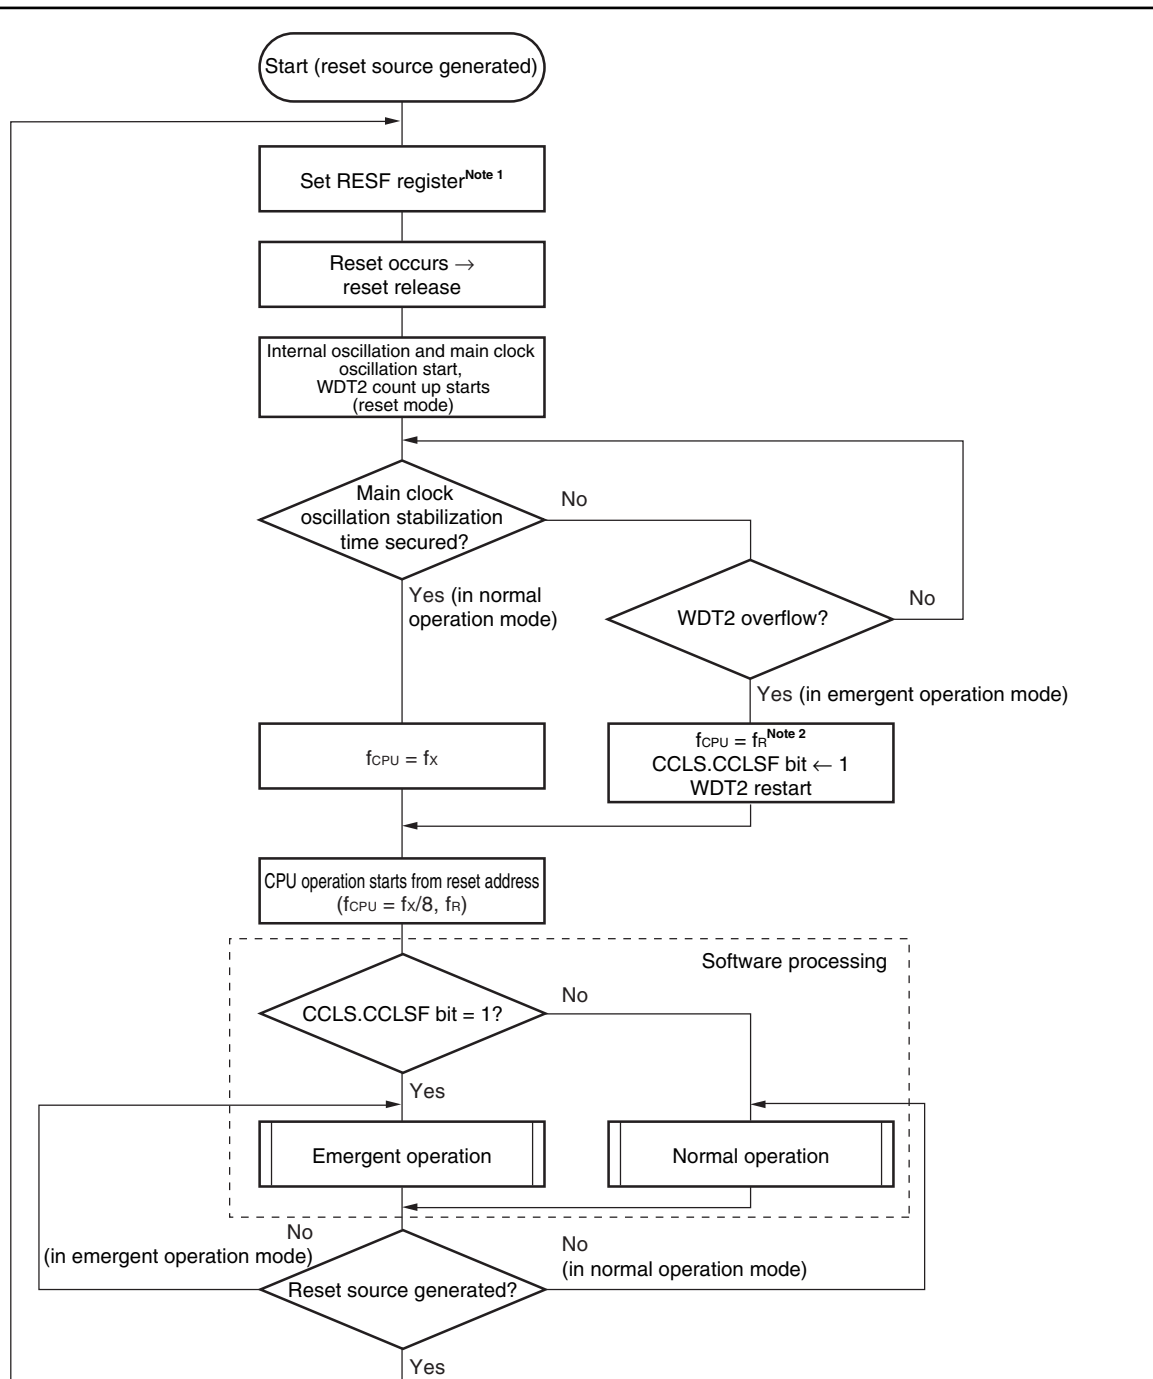 Start (reset source generated)
Set RESF register Note 1
Reset occurs →
reset release
Internal oscillation and main clock
oscillation start,
WDT2 count up starts
(reset mode)
Main clock
oscillation stabilization
time secured?
No
Yes (in normal
operation mode)
WDT2 overflow?
No
Yes (in emergent operation mode)
fCPU = fX
fCPU = fR Note 2
CCLS.CCLSF bit ← 1
WDT2 restart
CPU operation starts from reset address
(fCPU = fX/8, fR)
Software processing
CCLS.CCLSF bit = 1?
No
Yes
Emergent operation
Normal operation
No
(in emergent operation mode)
No
(in normal operation mode)
Reset source generated?
Yes